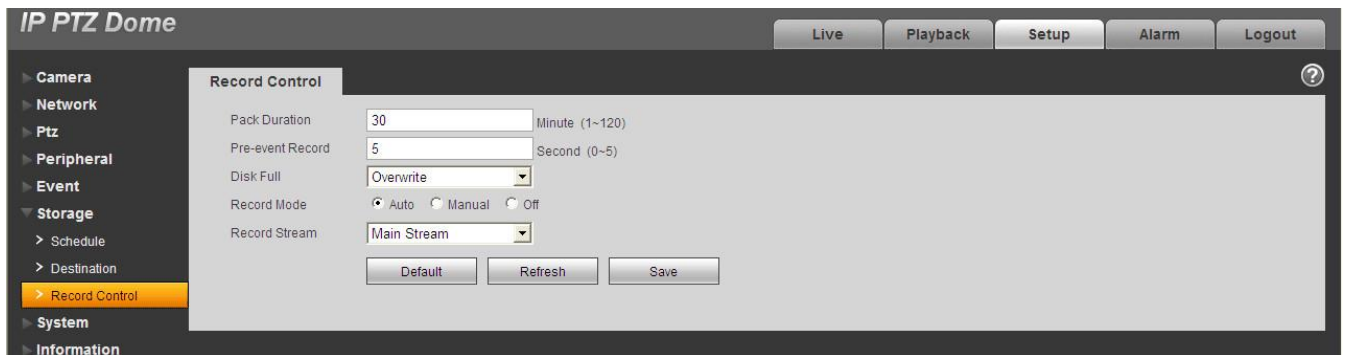 IP PTZ Dome
Live Playback Setup Alarm Logout
Camera
Network
Ptz
Peripheral
Event
Storage
> Schedule
> Destination
> Record Control
System
Information
Record Control
?
Pack Duration 30 Minute (1~120)
Pre-event Record 5 Second (0~5)
Disk Full Overwrite
Record Mode Auto Manual Off
Record Stream Main Stream
Default Refresh Save